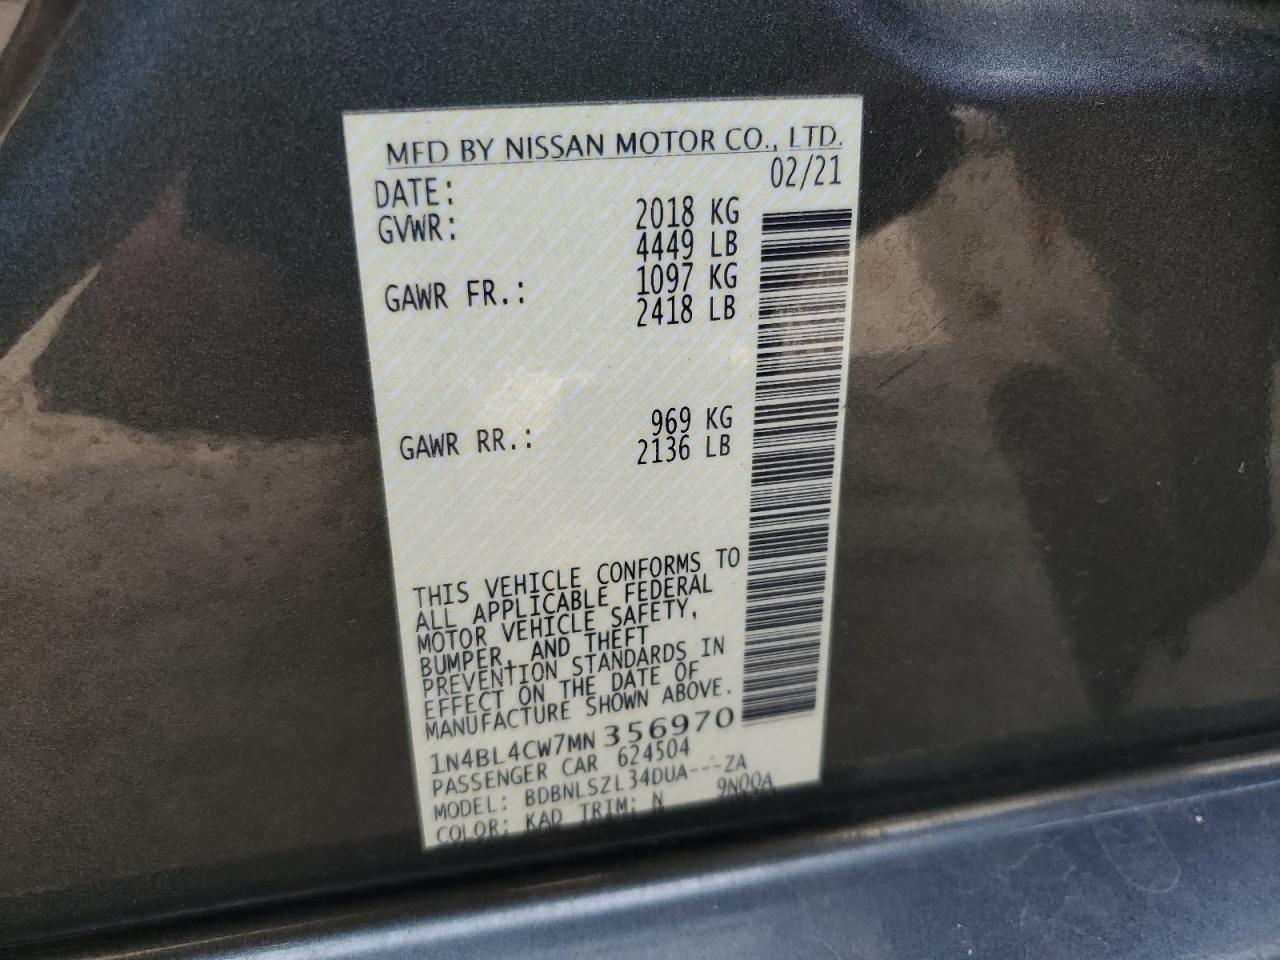 MFD BY NISSAN MOTOR CO., LTD.
DATE: 02/21
GVWR: 2018 KG
4449 LB
GAWR FR.: 1097 KG
2418 LB
GAWR RR.: 969 KG
2136 LB
THIS VEHICLE CONFORMS TO
ALL APPLICABLE FEDERAL
MOTOR VEHICLE SAFETY,
BUMPER, AND THEFT
PREVENTION STANDARDS IN
EFFECT ON THE DATE OF
MANUFACTURE SHOWN ABOVE.
1N4BL4CW7MN356970
PASSENGER CAR 624504
MODEL: BDBNLSZL34DUA---ZA
COLOR: KAD TRIM: N 9N00A